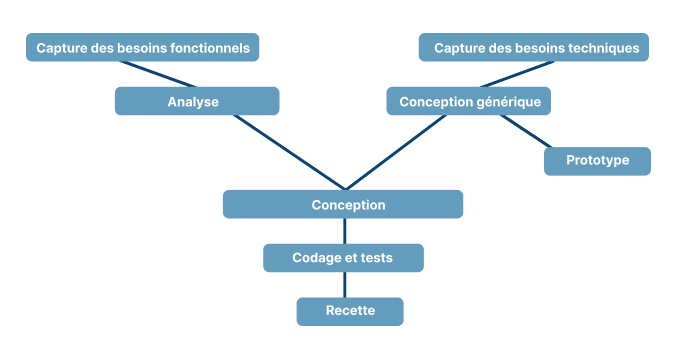 Capture des besoins fonctionnels
Capture des besoins techniques
Analyse
Conception générique
Prototype
Conception
Codage et tests
Recette